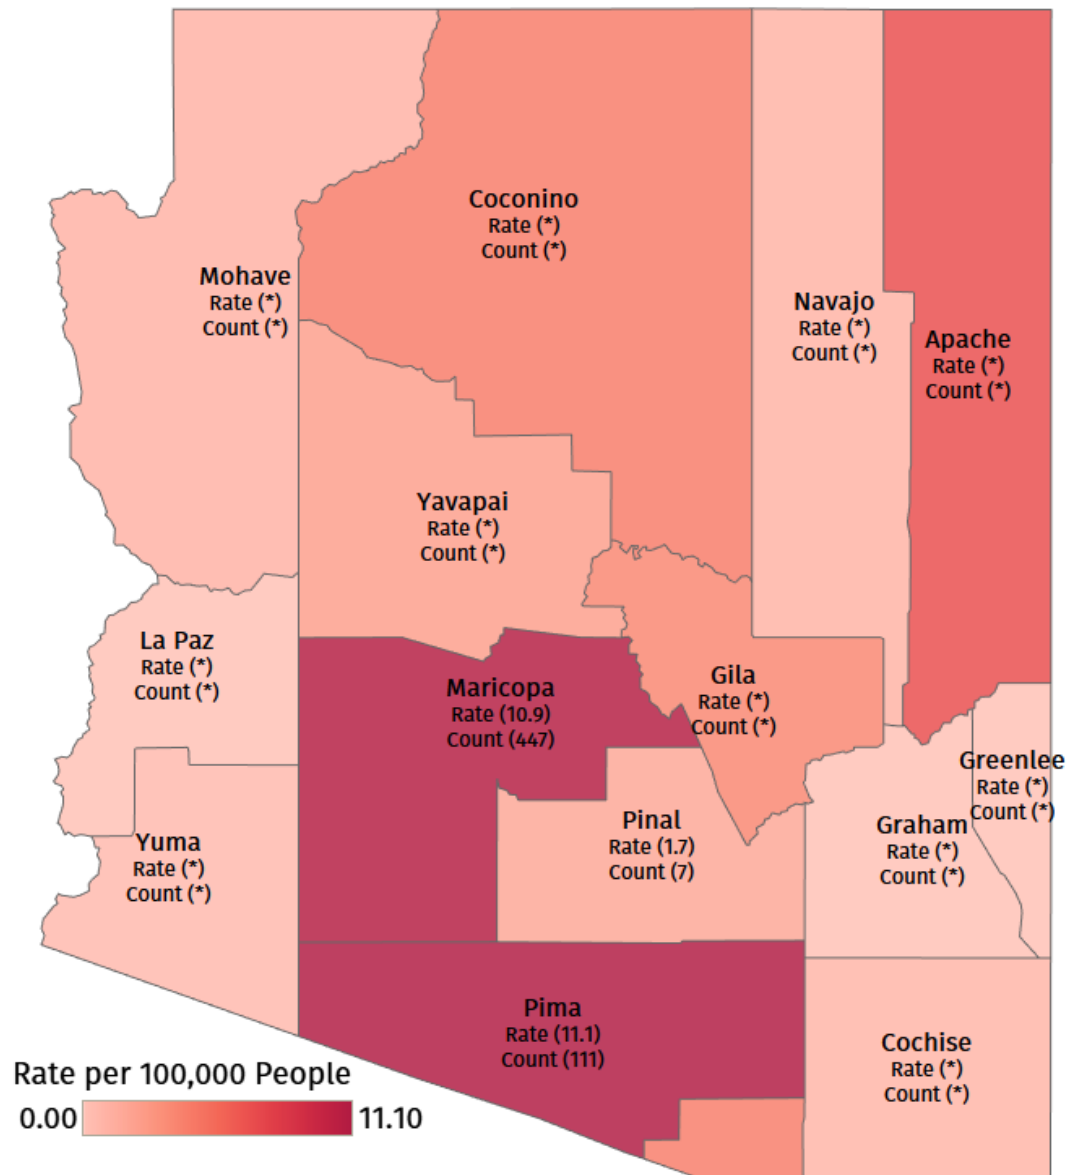 Coconino
Rate (*)
Count (*)
Mohave
Rate (*)
Count (*)
Navajo
Rate (*)
Count (*)
Apache
Rate (*)
Count (*)
Yavapai
Rate (*)
Count (*)
La Paz
Rate (*)
Count (*)
Maricopa
Rate (10.9)
Count (447)
Gila
Rate (*)
Count (*)
Greenlee
Rate (*)
Count (*)
Pinal
Rate (1.7)
Count (7)
Graham
Rate (*)
Count (*)
Yuma
Rate (*)
Count (*)
Pima
Rate (11.1)
Count (111)
Cochise
Rate (*)
Count (*)
Rate per 100,000 People
0.00 11.10